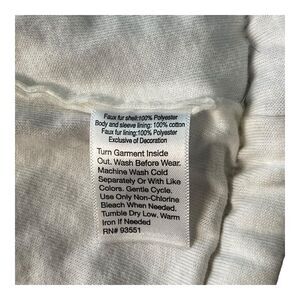 Faux fur shell:100% Polyester
Body and sleeve lining: 100% cotton
Faux fur lining:100% Polyester
Exclusive of Decoration
Turn Garment Inside
Out. Wash Before Wear.
Machine Wash Cold
Separately Or With Like
Colors. Gentle Cycle.
Use Only Non-Chlorine
Bleach When Needed.
Tumble Dry Low. Warm
Iron If Needed
RN# 93551